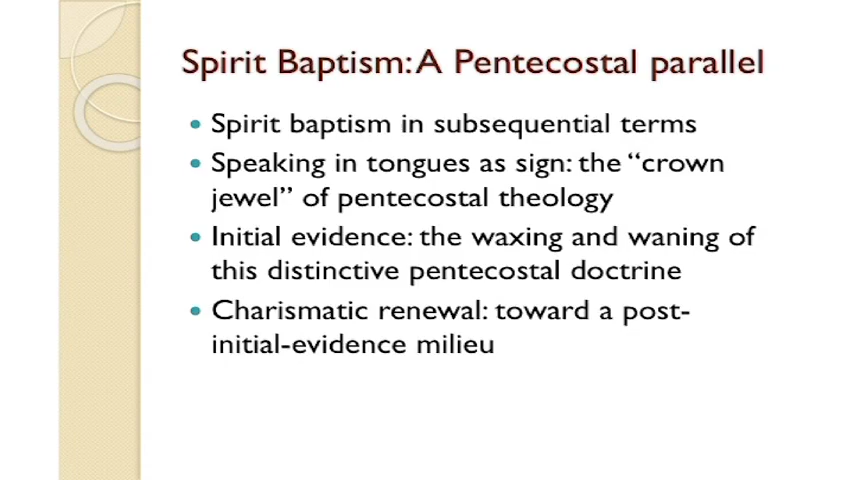 Spirit Baptism: A Pentecostal parallel
• Spirit baptism in subsequential terms
• Speaking in tongues as sign: the “crown
jewel” of pentecostal theology
• Initial evidence: the waxing and waning of
this distinctive pentecostal doctrine
• Charismatic renewal: toward a post-
initial-evidence milieu